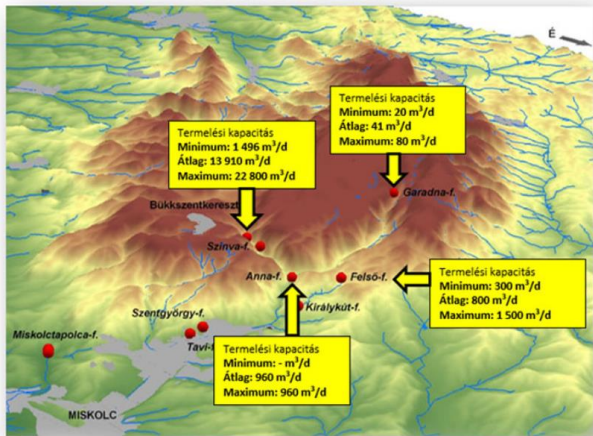 É
Termelési kapacitás
Minimum: 20 m³/d
Átlag: 41 m³/d
Maximum: 80 m³/d
Termelési kapacitás
Minimum: 1 496 m³/d
Átlag: 13 910 m³/d
Maximum: 22 800 m³/d
Garadna-f.
Bükkszentkereszt
Szinva-f.
Anna-f.
Felső-f.
Termelési kapacitás
Minimum: 300 m³/d
Átlag: 800 m³/d
Maximum: 1 500 m³/d
Királykút-f.
Szentgyörgy-f.
Miskolctapolca-f.
Tavi-f
Termelési kapacitás
Minimum: - m³/d
Átlag: 960 m³/d
Maximum: 960 m³/d
MISKOLC